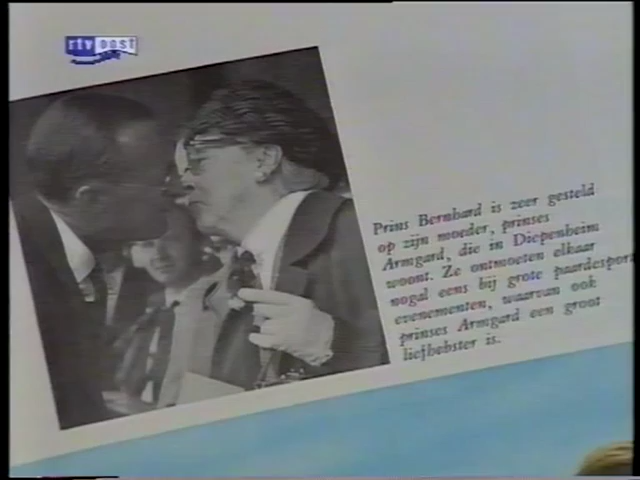 rtv oost
Prins Bernhard is zeer gesteld
op zijn moeder, prinses
Armgard, die in Diepenheim
woont. Ze ontmoeten elkaar
nogal eens bij grote paardesport
evenementen, waarvan ook
prinses Armgard een groot
liefhebster is.